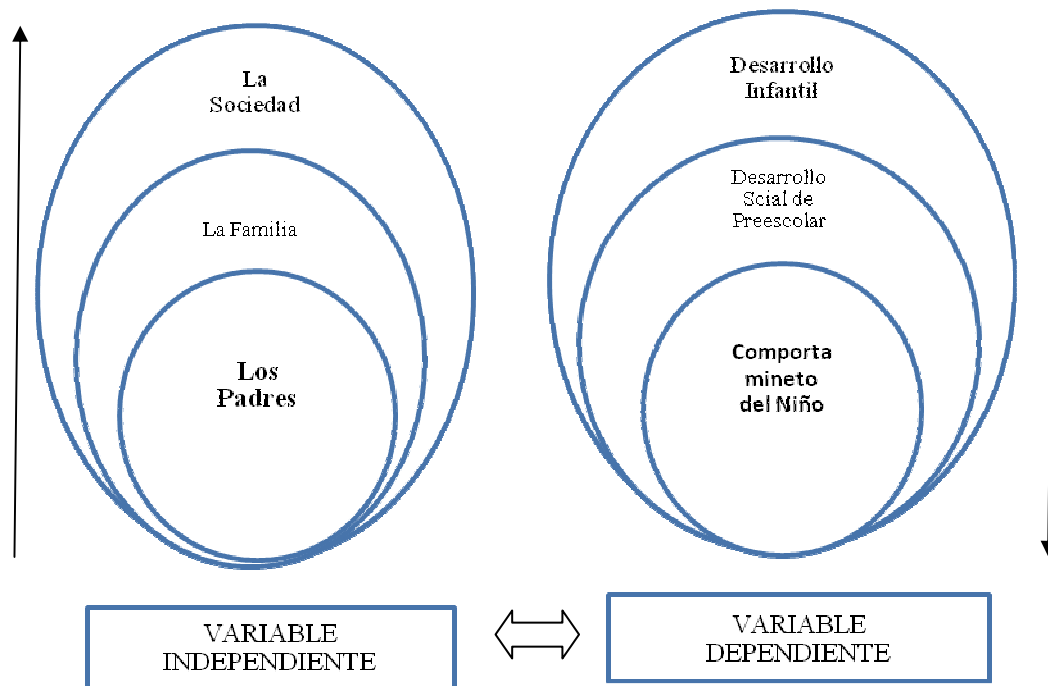 La
Sociedad
La Familia
Los
Padres
VARIABLE
INDEPENDIENTE
Desarrollo
Infantil
Desarrollo
Scial de
Preescolar
Comporta
mineto
del Niño
VARIABLE
DEPENDIENTE